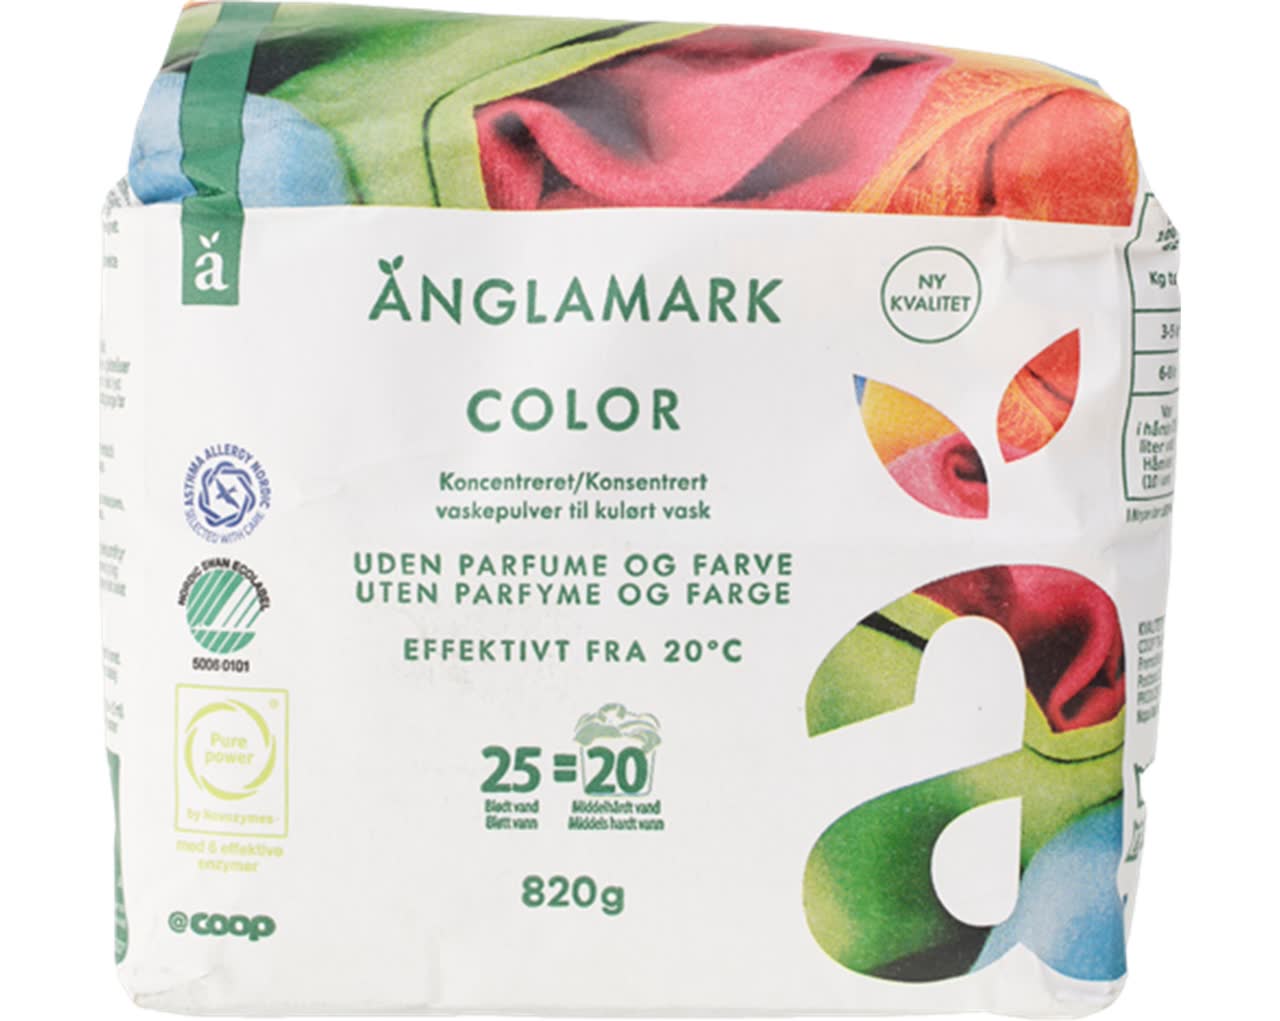 ă
ÄNGLAMARK
NY
KVALITET
COLOR
Koncentreret/Konsentrert
vaskepulver til kulørt vask
UDEN PARFUME OG FARVE
UTEN PARFYME OG FARGE
EFFEKTIVT FRA 20°C
25 = 20
Blødt vand Middelhårdt vand
Bløtt vann Middels hardt vann
820g
ASTHMA ALLERGY NORDIC
SELECTED WITH CARE
NORDIC SWAN ECOLABEL
5006 0101
Pure ®
power
by Novozymes
med 6 effektive
enzymer
@coop
a
Kg
3-5
6-8